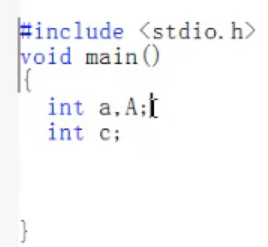 #include <stdio.h>
void main()
{
int a,A;
int c;
}